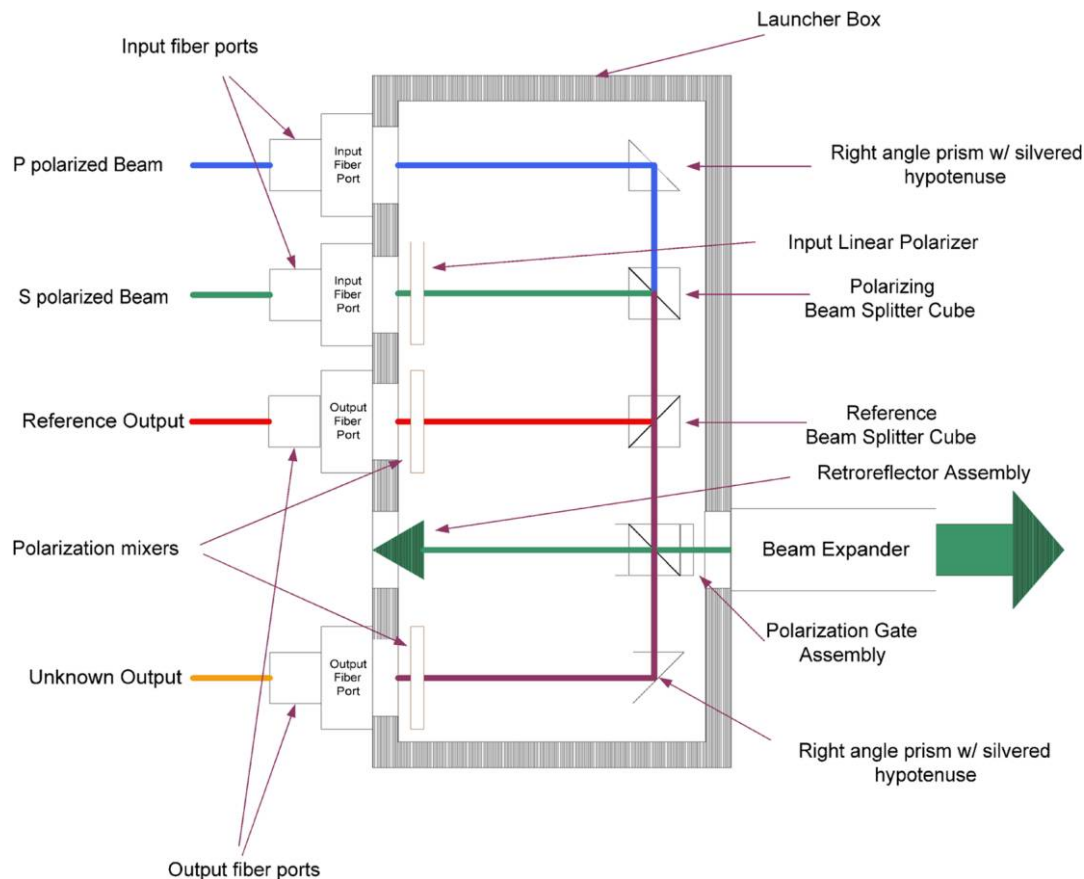 Launcher Box
Input fiber ports
P polarized Beam
Input
Fiber
Port
Right angle prism w/ silvered
hypotenuse
Input Linear Polarizer
S polarized Beam
Input
Fiber
Port
Polarizing
Beam Splitter Cube
Reference Output
Output
Fiber
Port
Reference
Beam Splitter Cube
Retroreflector Assembly
Polarization mixers
Beam Expander
Polarization Gate
Assembly
Unknown Output
Output
Fiber
Port
Right angle prism w/ silvered
hypotenuse
Output fiber ports